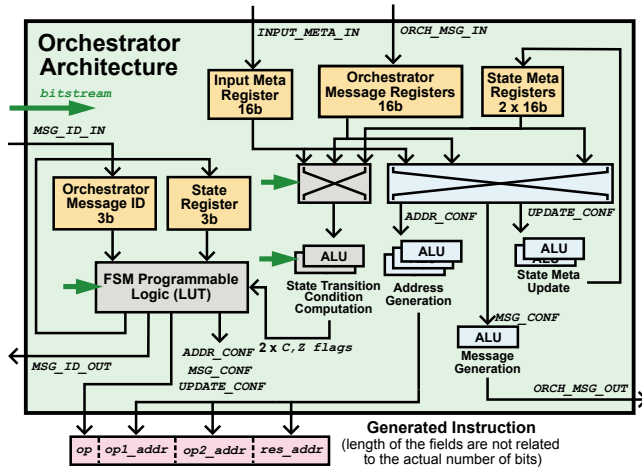 INPUT_META_IN
ORCH_MSG_IN
Orchestrator
Architecture
bitstream
MSG_ID_IN
Input Meta
Register
16b
Orchestrator
Message Registers
16b
State Meta
Registers
2 x 16b
Orchestrator
Message ID
3b
State
Register
3b
ADDR_CONF
UPDATE_CONF
ALU
ALU
ALU
ALU
ALU
State Transition
Condition
Computation
Address
Generation
State Meta
Update
FSM Programmable
Logic (LUT)
MSG_CONF
ALU
Message
Generation
2 x C,Z flags
MSG_ID_OUT
ADDR_CONF
MSG_CONF
UPDATE_CONF
ORCH_MSG_OUT
op
op1_addr
op2_addr
res_addr
Generated Instruction
(length of the fields are not related
to the actual number of bits)